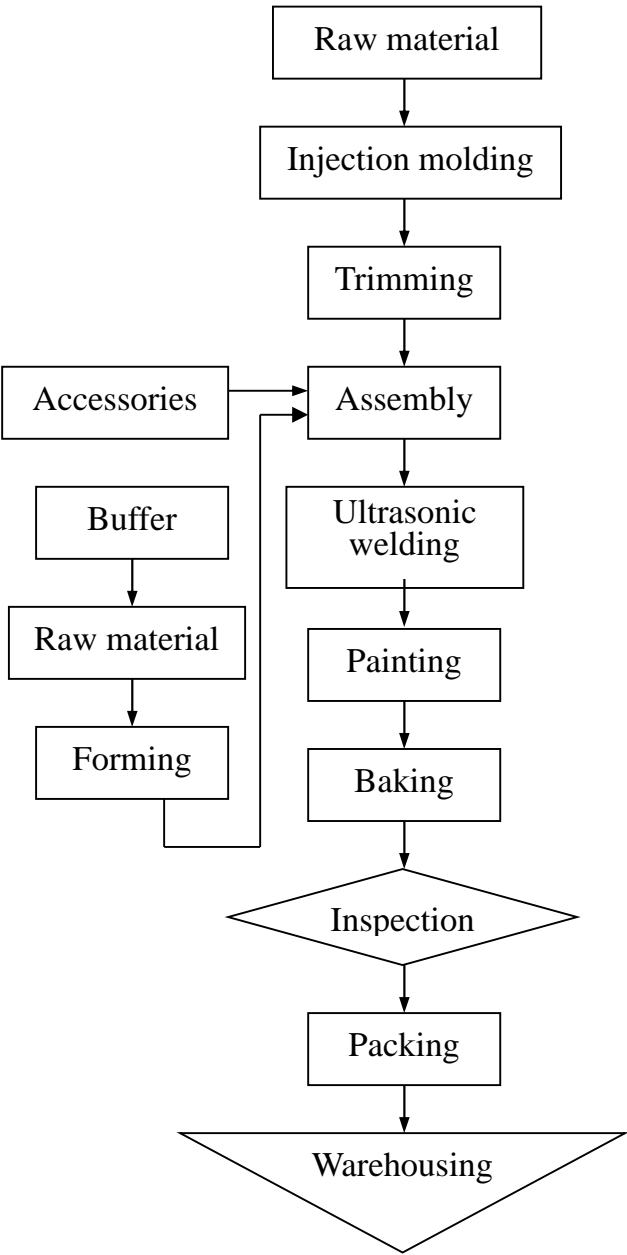 Raw material
Injection molding
Trimming
Accessories
Assembly
Buffer
Ultrasonic
welding
Raw material
Painting
Forming
Baking
Inspection
Packing
Warehousing